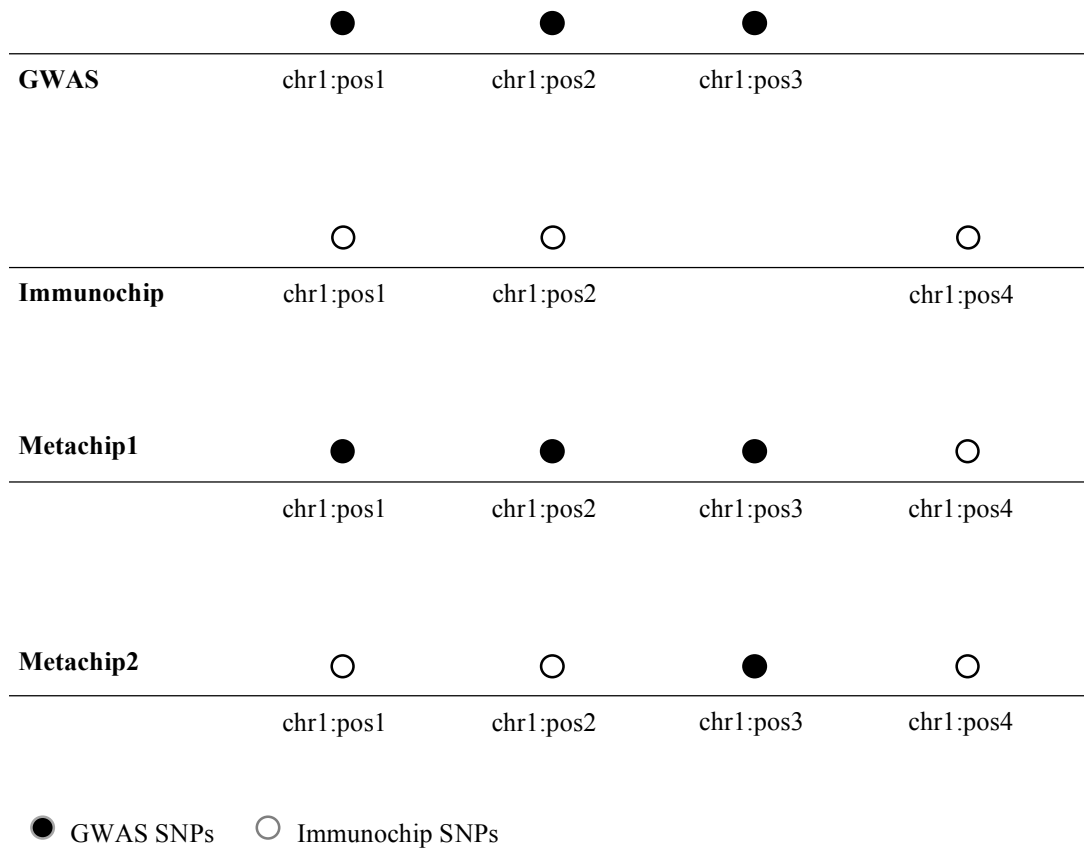 GWAS chr1:pos1 chr1:pos2 chr1:pos3
Immunochip chr1:pos1 chr1:pos2 chr1:pos4
Metachip1
chr1:pos1 chr1:pos2 chr1:pos3 chr1:pos4
Metachip2
chr1:pos1 chr1:pos2 chr1:pos3 chr1:pos4
GWAS SNPs Immunochip SNPs